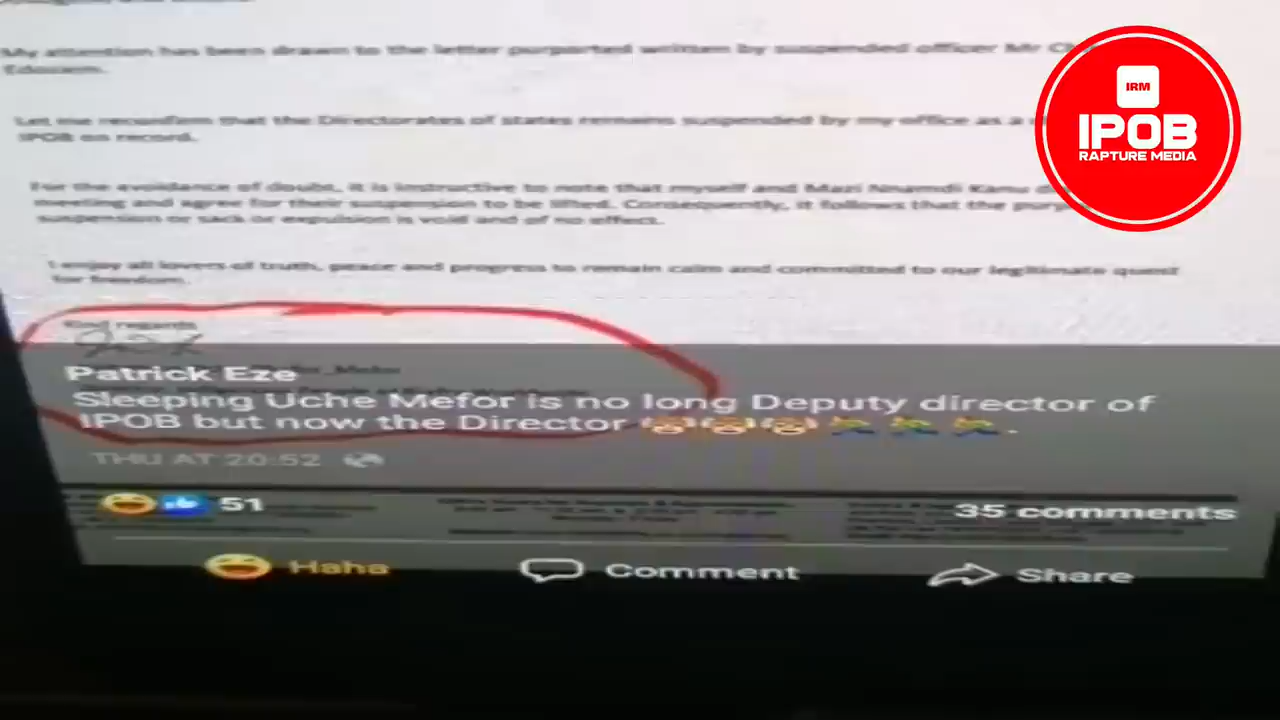 My attention has been drawn to the letter purported written by suspended officer Mr
IRM
IPOB
RAPTURE MEDIA
Let me reconfirm that the Directorates of states remains suspended by my office as a
IPOB on record.
For the avoidance of doubt, it is instructive to note that myself and Mazi Nnamdi Kanu
meeting and agree for their suspension to be lifted. Consequently, it follows that the
suspension or sack or expulsion is void and of no effect.
I enjoy all lovers of truth, peace and progress to remain calm and committed to our legitimate quest
for freedom.
Kind regards
Patrick Eze
Sleeping Uche Mefor is no long Deputy director of
IPOB but now the Director
THU AT 20:52
51
35 comments
Haha
Comment
Share